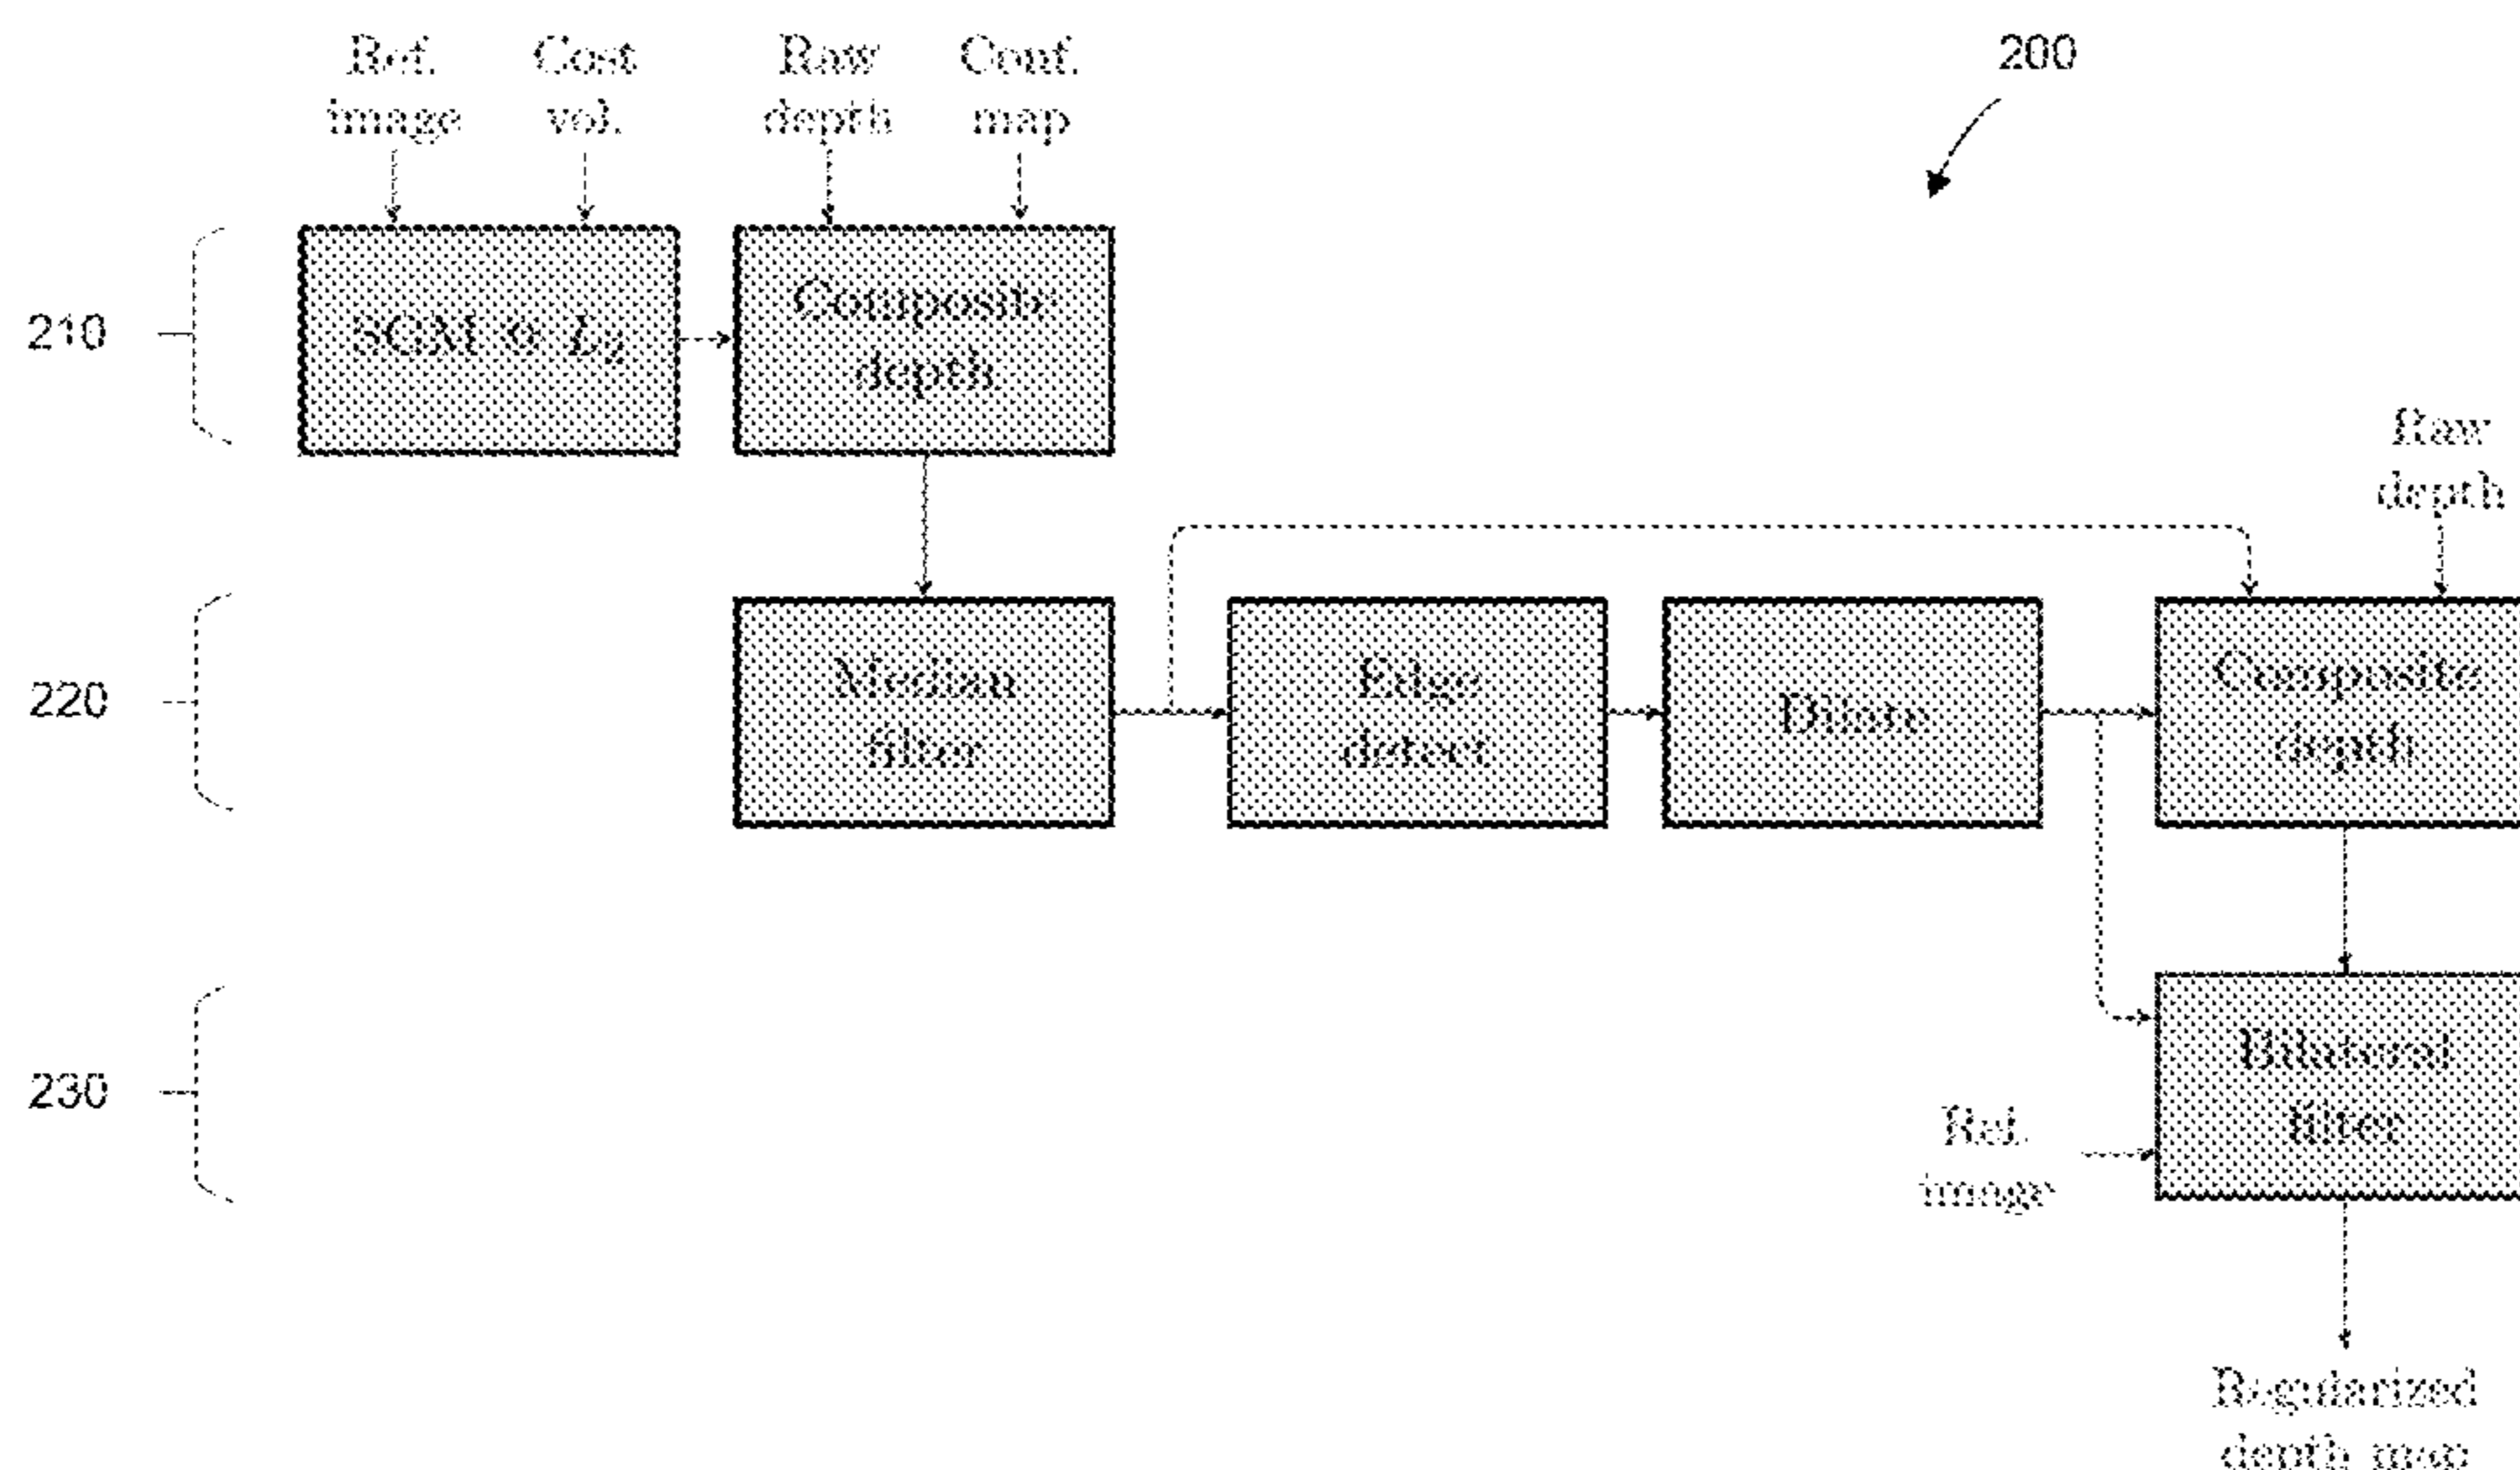 Ref. image
Cost vol.
Raw depth
Conf. map
200
210
SGM L2
Composite depth
Raw depth
220
Median filter
Edge detect
Dilate
Composite depth
230
Bilateral filter
Ref. image
Regularized depth map